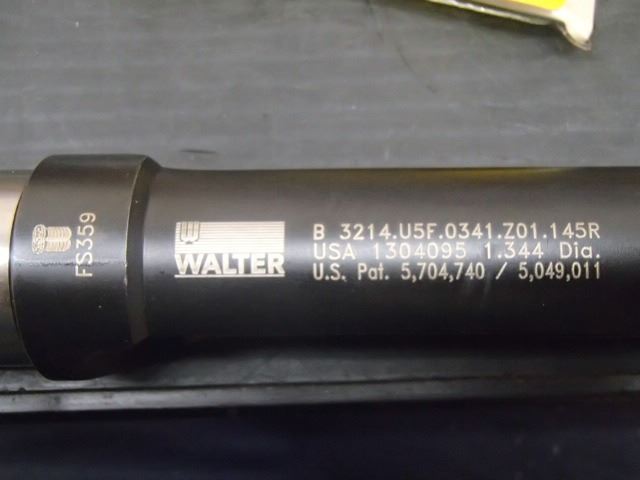 FS359
WALTER
B 3214.U5F.0341.Z01.145R
USA 1304095 1.344 Dia.
U.S. Pat. 5,704,740 / 5,049,011